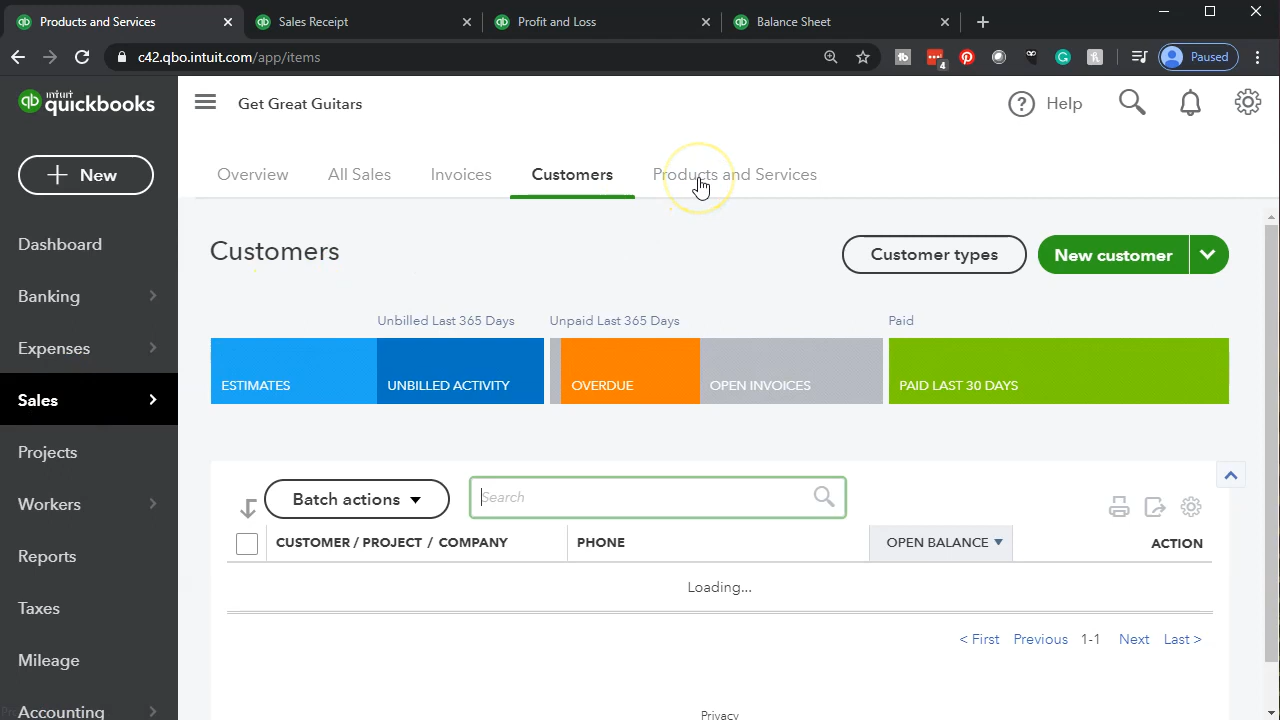 Products and Services
Sales Receipt
Profit and Loss
Balance Sheet
c42.qbo.intuit.com/app/items
4
Paused
intuit
quickbooks
Get Great Guitars
Help
New
Overview
All Sales
Invoices
Customers
Products and Services
Dashboard
Banking
Expenses
Sales
Projects
Workers
Reports
Taxes
Mileage
Accounting
Customers
Customer types
New customer
Unbilled Last 365 Days
Unpaid Last 365 Days
Paid
ESTIMATES
UNBILLED ACTIVITY
OVERDUE
OPEN INVOICES
PAID LAST 30 DAYS
Batch actions
Search
CUSTOMER / PROJECT / COMPANY
PHONE
OPEN BALANCE
ACTION
Loading...
< First Previous 1-1 Next Last >
Privacy